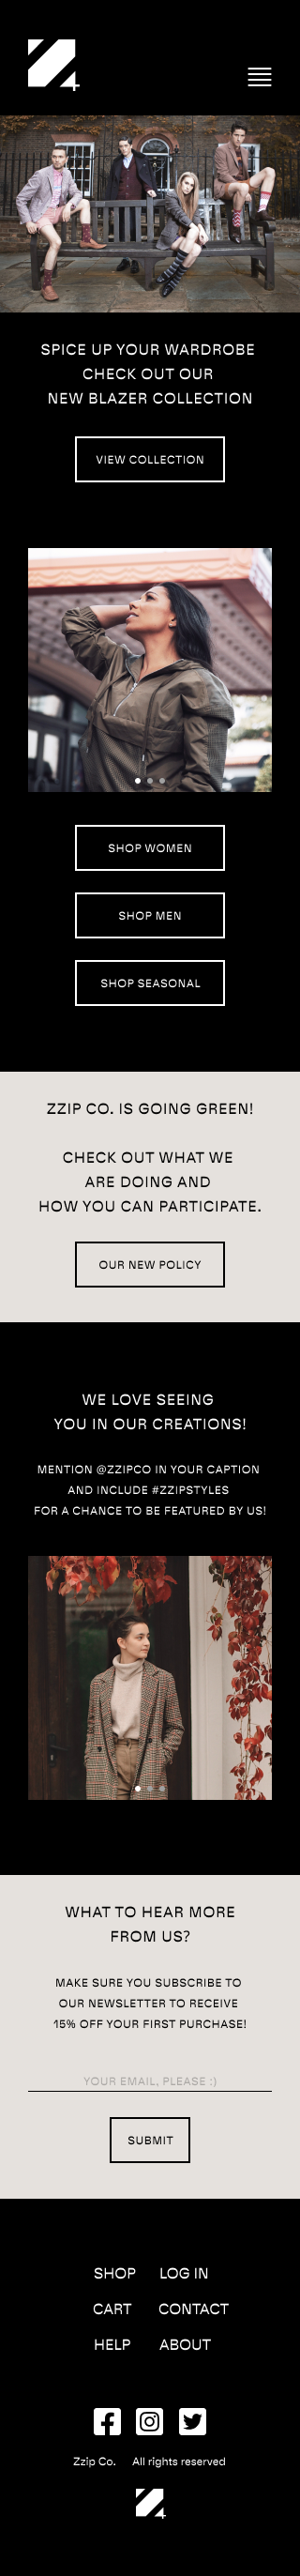 SPICE UP YOUR WARDROBE
CHECK OUT OUR
NEW BLAZER COLLECTION
VIEW COLLECTION
SHOP WOMEN
SHOP MEN
SHOP SEASONAL
ZZIP CO. IS GOING GREEN!
CHECK OUT WHAT WE
ARE DOING AND
HOW YOU CAN PARTICIPATE.
OUR NEW POLICY
WE LOVE SEEING
YOU IN OUR CREATIONS!
MENTION @ZZIPCO IN YOUR CAPTION
AND INCLUDE #ZZIPSTYLES
FOR A CHANCE TO BE FEATURED BY US!
WHAT TO HEAR MORE
FROM US?
MAKE SURE YOU SUBSCRIBE TO
OUR NEWSLETTER TO RECEIVE
15% OFF YOUR FIRST PURCHASE!
YOUR EMAIL, PLEASE :)
SUBMIT
SHOP LOG IN
CART CONTACT
HELP ABOUT
Zzip Co. All rights reserved